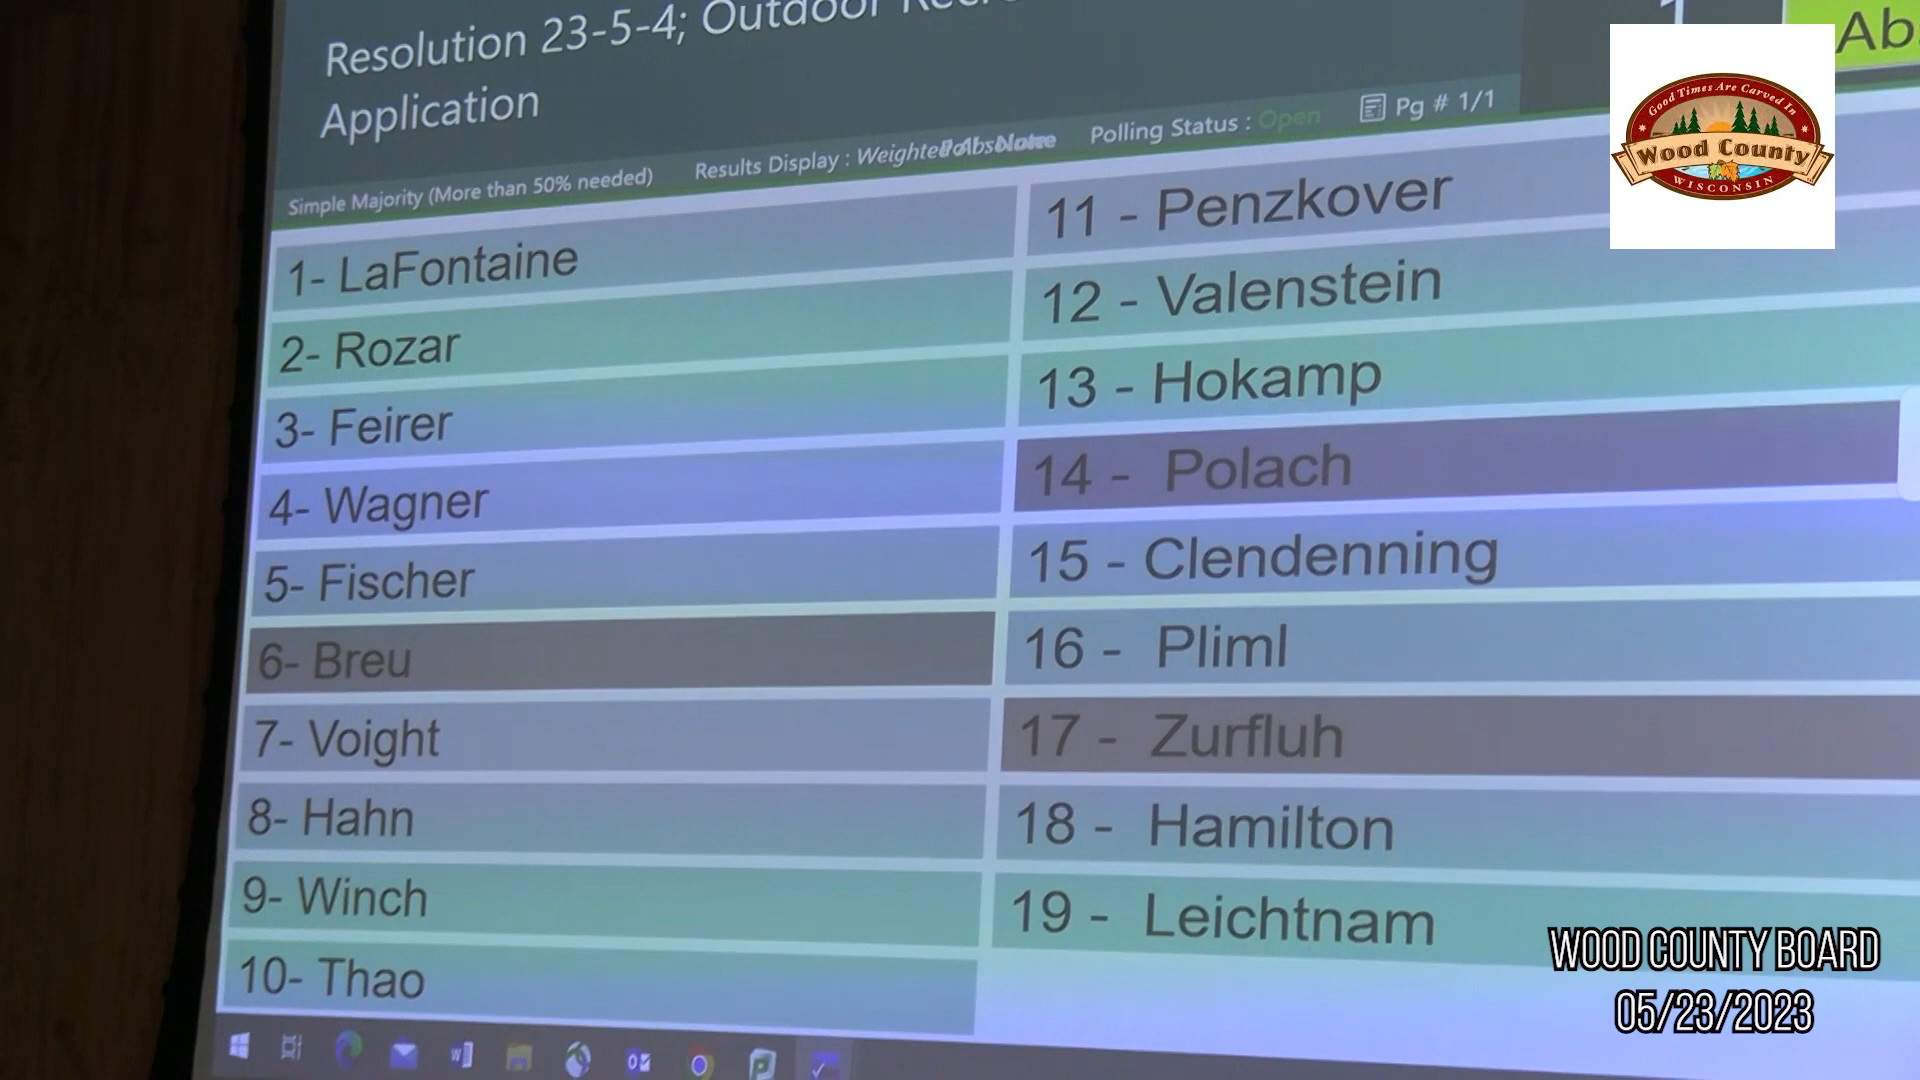 Resolution 23-5-4; Outdoor
Application
Simple Majority (More than 50% needed)
Results Display :
Polling Status : Open
Pg # 1/1
1- LaFontaine
2- Rozar
3- Feirer
4- Wagner
5- Fischer
6- Breu
7- Voight
8- Hahn
9- Winch
10- Thao
11 - Penzkover
12 - Valenstein
13 - Hokamp
14 - Polach
15 - Clendenning
16 - Pliml
17 - Zurfluh
18 - Hamilton
19 - Leichtnam
1
Good Times Are Carved In
Wood County
WISCONSIN
WOOD COUNTY BOARD
05/23/2023